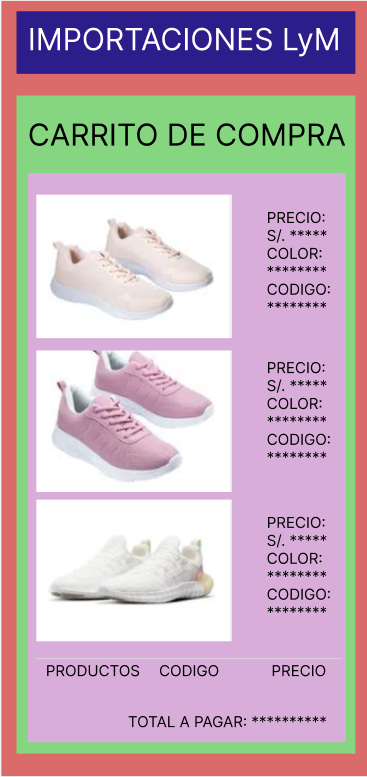 IMPORTACIONES LyM
CARRITO DE COMPRA
PRECIO:
S/. *****
COLOR:
********
CODIGO:
********
PRECIO:
S/. *****
COLOR:
********
CODIGO:
********
PRECIO:
S/. *****
COLOR:
********
CODIGO:
********
PRODUCTOS CODIGO PRECIO
TOTAL A PAGAR: **********